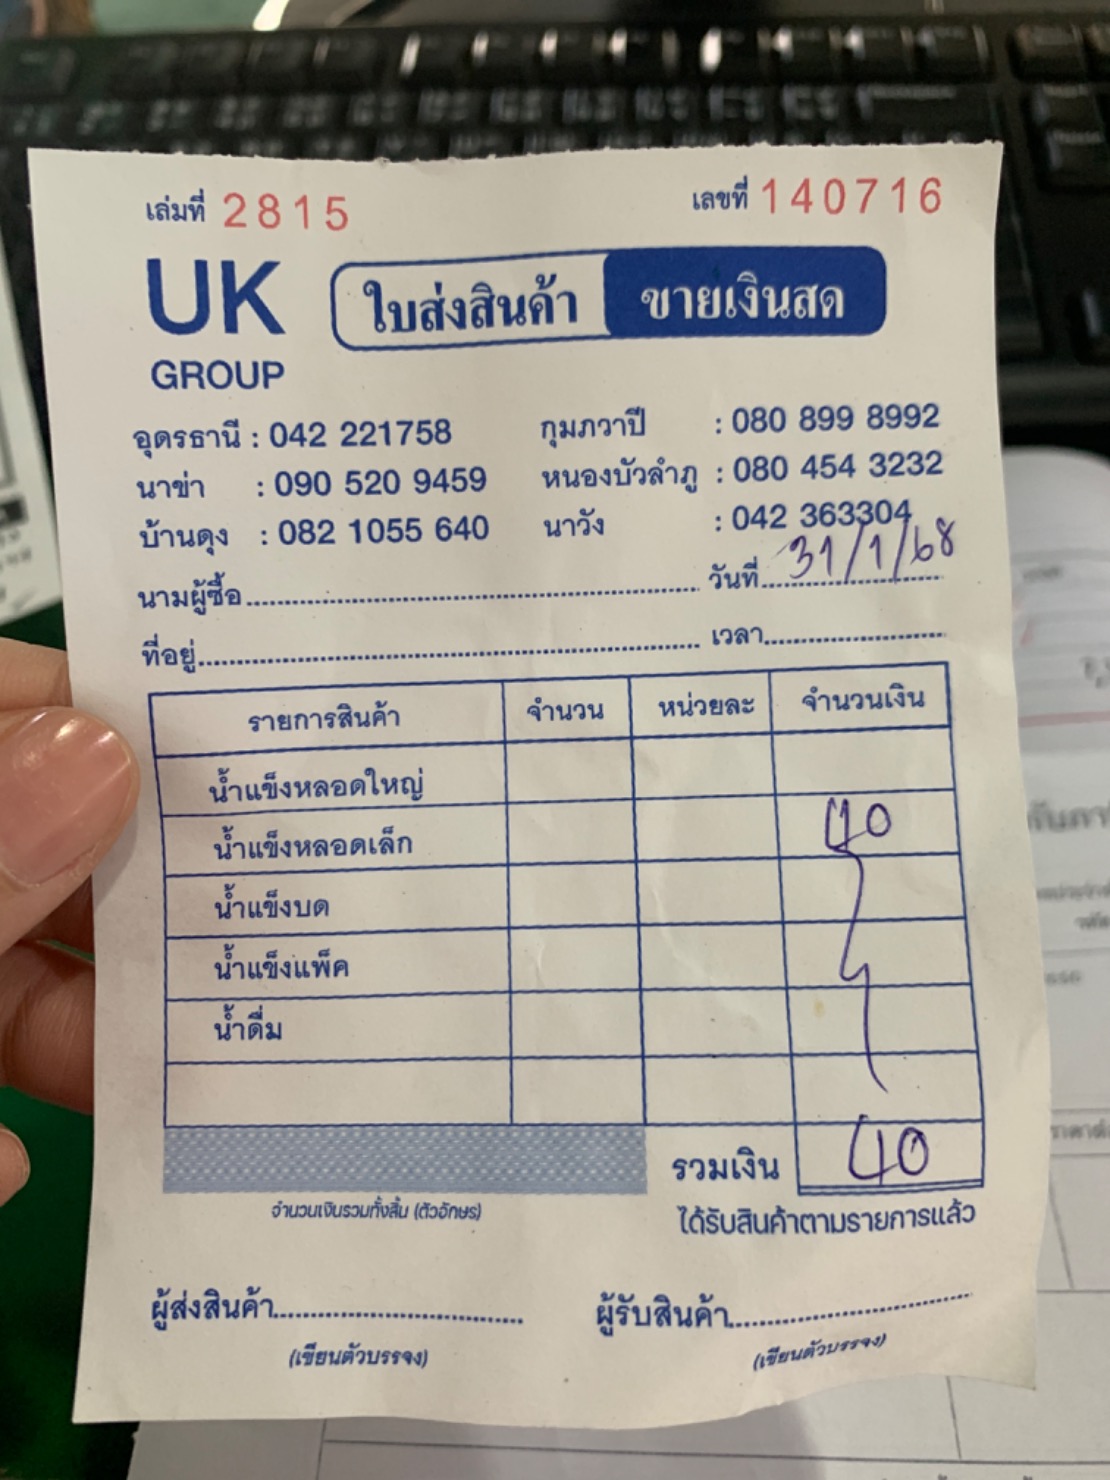 เล่มที่ 2815 เลขที่ 140716
UK GROUP
ใบส่งสินค้า ขายเงินสด
อุดรธานี : 042 221758 กุมภวาปี : 080 899 8992
นาข่า : 090 520 9459 หนองบัวลำภู : 080 454 3232
บ้านดุง : 082 1055 640 นาวัง : 042 363304
นามผู้ซื้อ วันที่ 31/1/68
ที่อยู่ เวลา
รายการสินค้า จำนวน หน่วยละ จำนวนเงิน
น้ำแข็งหลอดใหญ่
น้ำแข็งหลอดเล็ก 40
น้ำแข็งบด
น้ำแข็งแพ็ค
น้ำดื่ม
รวมเงิน 40
จำนวนเงินรวมทั้งสิ้น (ตัวอักษร) ได้รับสินค้าตามรายการแล้ว
ผู้ส่งสินค้า ผู้รับสินค้า
(เขียนตัวบรรจง) (เขียนตัวบรรจง)